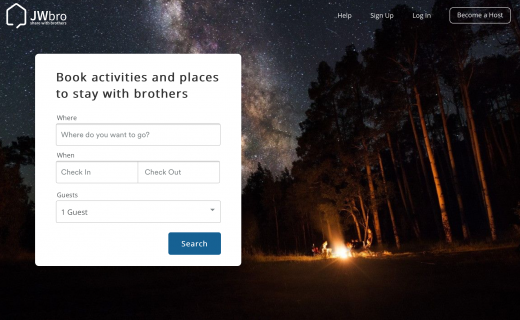 JWbro
share with brothers
Help
Sign Up
Log In
Become a Host
Book activities and places
to stay with brothers
Where
Where do you want to go?
When
Check In
Check Out
Guests
1 Guest
Search